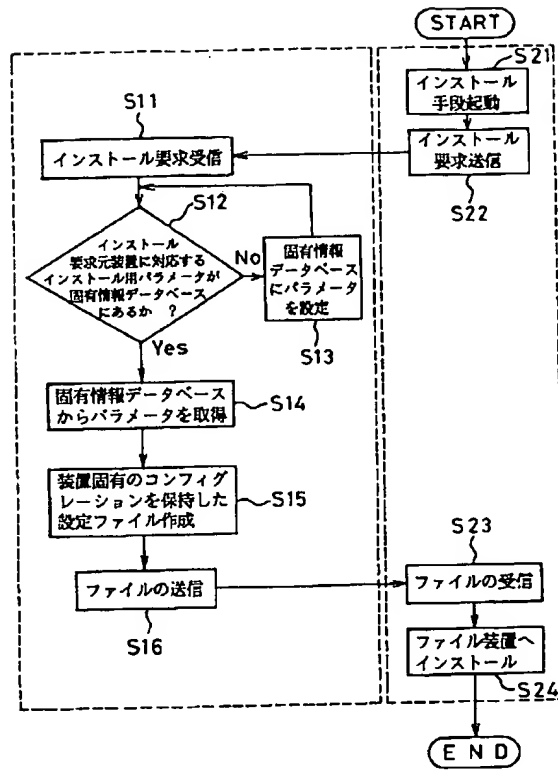 START
S21
インストール
手段起動
インストール
要求送信
S22
S11
インストール要求受信
S12
インストール
要求元装置に対応する
インストール用パラメータが
固有情報データベース
にあるか ?
No
固有情報
データベース
にパラメータ
を設定
S13
Yes
固有情報データベース
からパラメータを取得
S14
装置固有のコンフィグ
レーションを保持した
設定ファイル作成
S15
ファイルの送信
S16
S23
ファイルの受信
ファイル装置へ
インストール
S24
END